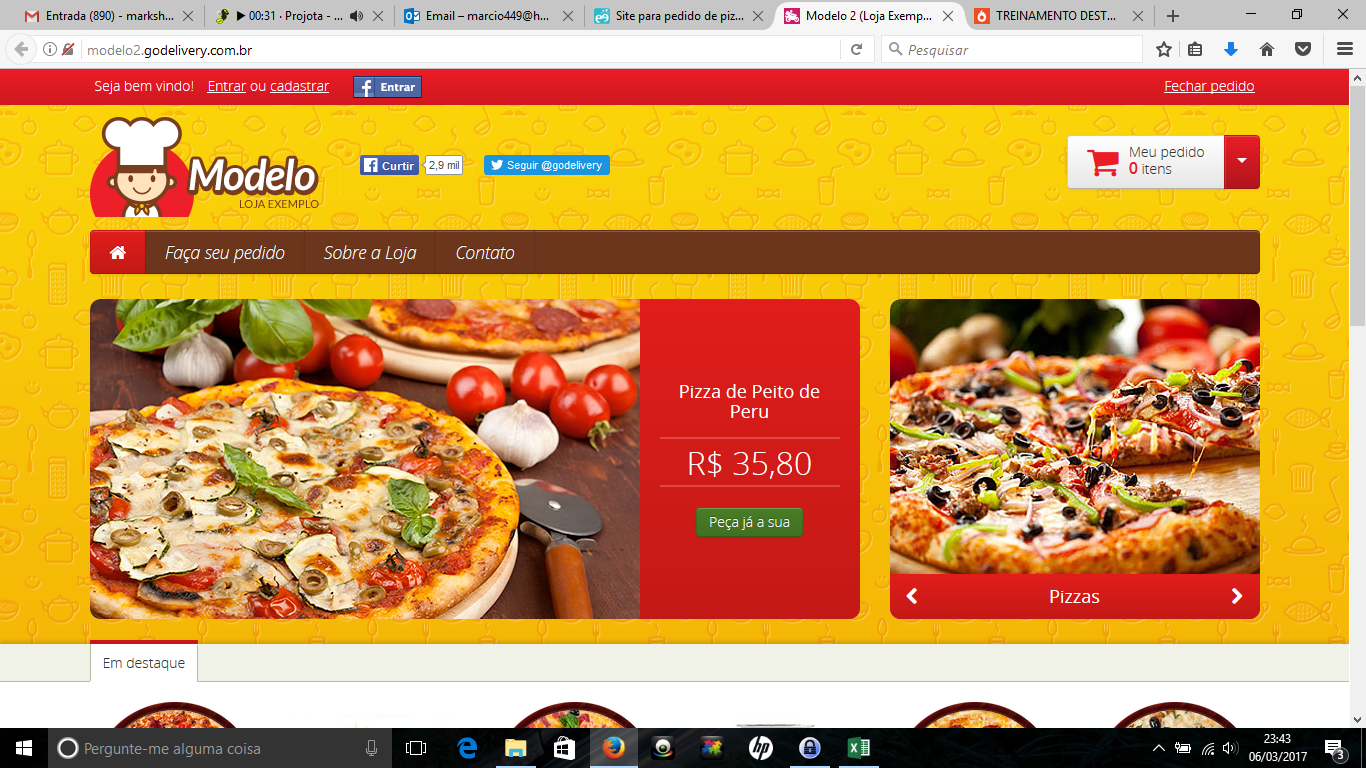 Entrada (890) - marksh...
00:31 · Projota - ...
Email – marcio449@h...
Site para pedido de piz...
Modelo 2 (Loja Exemp...
TREINAMENTO DEST...
modelo2.godelivery.com.br
Pesquisar
Seja bem vindo! Entrar ou cadastrar
Entrar
Fechar pedido
Modelo
LOJA EXEMPLO
Curtir
2,9 mil
Seguir @godelivery
Meu pedido
0 itens
Faça seu pedido
Sobre a Loja
Contato
Pizza de Peito de
Peru
R$ 35,80
Peça já a sua
Pizzas
Em destaque
Pergunte-me alguma coisa
hp
23:43
06/03/2017
3